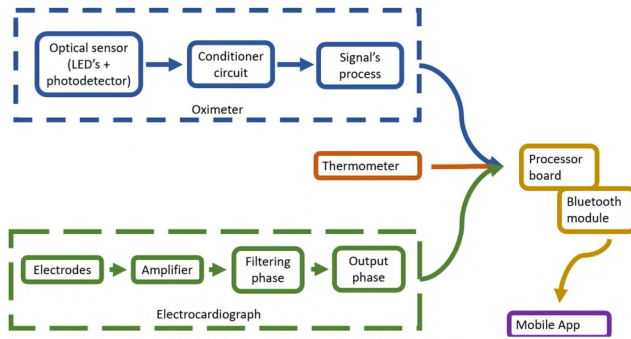 Optical sensor
(LED's +
photodetector)
Conditioner
circuit
Signal's
process
Oximeter
Thermometer
Processor
board
Bluetooth
module
Electrodes
Amplifier
Filtering
phase
Output
phase
Electrocardiograph
Mobile App